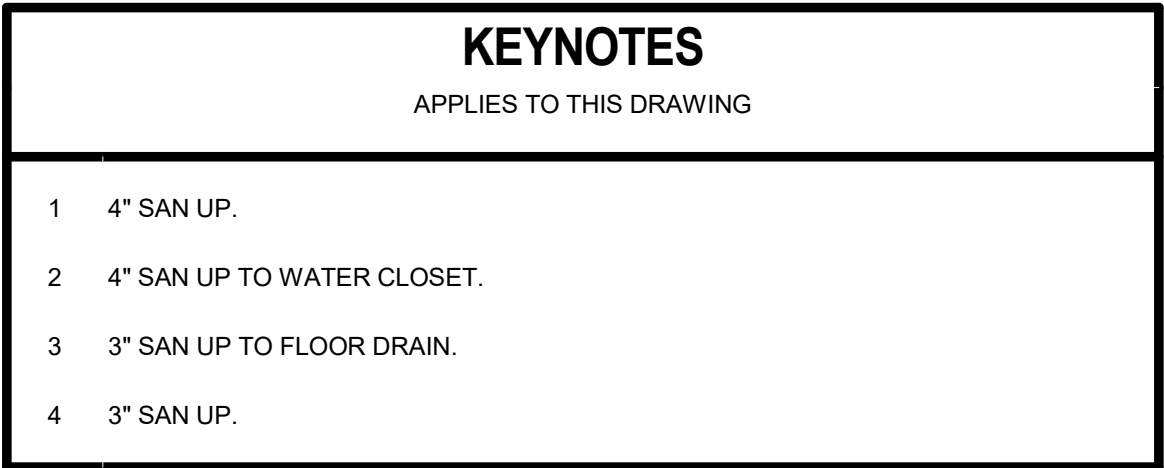 KEYNOTES
APPLIES TO THIS DRAWING
1 4" SAN UP.
2 4" SAN UP TO WATER CLOSET.
3 3" SAN UP TO FLOOR DRAIN.
4 3" SAN UP.